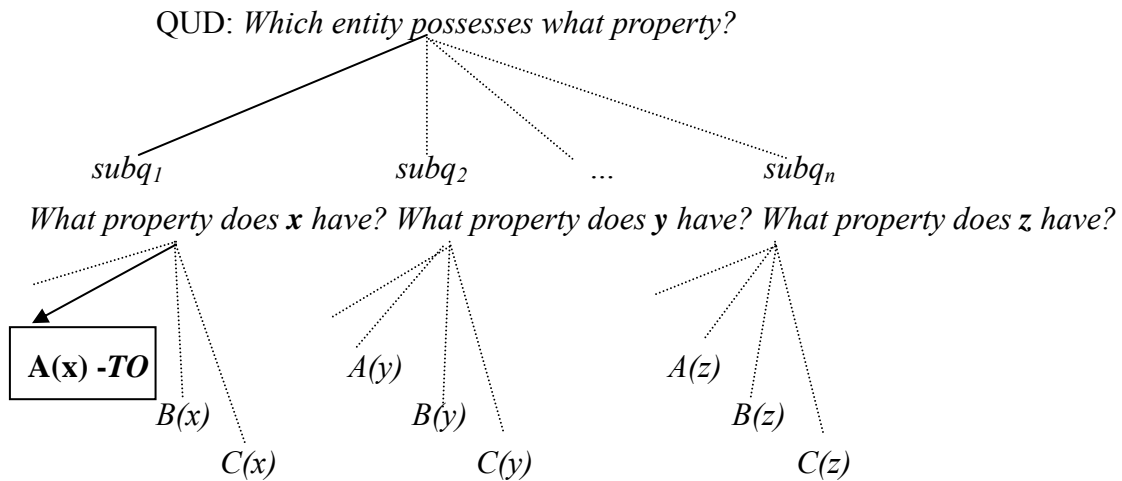 QUD: Which entity possesses what property?
subq1 subq2 ... subqn
What property does x have? What property does y have? What property does z have?
A(x) -TO A(y) A(z)
B(x) B(y) B(z)
C(x) C(y) C(z)